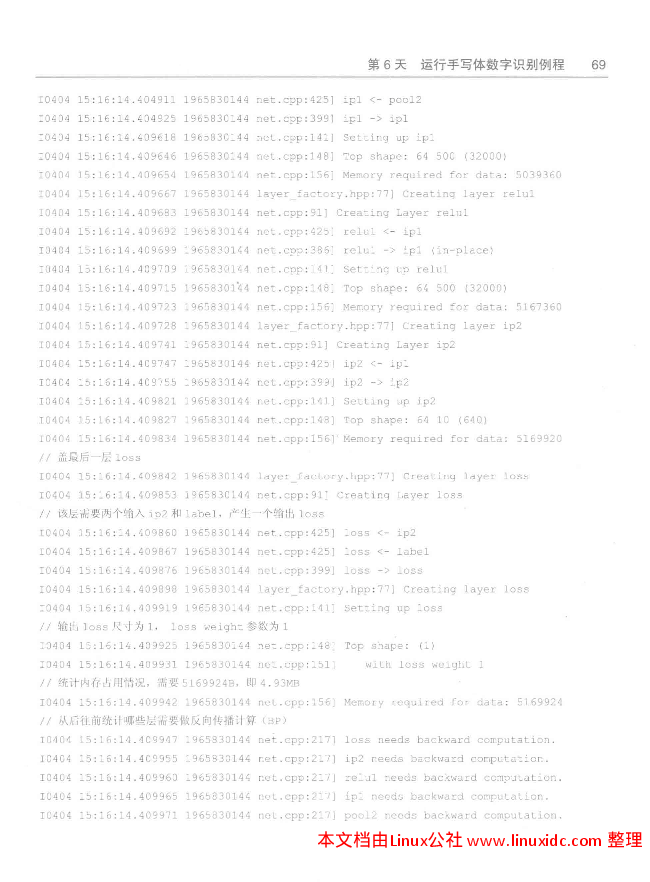 第 6 天 运行手写体数字识别例程 69
I0404 15:16:14.404911 1965830144 net.cpp:425] ip1 <- pool2
I0404 15:16:14.404925 1965830144 net.cpp:399] ip1 -> ip1
I0404 15:16:14.409618 1965830144 net.cpp:141] Setting up ip1
I0404 15:16:14.409646 1965830144 net.cpp:148] Top shape: 64 500 (32000)
I0404 15:16:14.409654 1965830144 net.cpp:156] Memory required for data: 5039360
I0404 15:16:14.409667 1965830144 layer_factory.hpp:77] Creating layer relu1
I0404 15:16:14.409683 1965830144 net.cpp:91] Creating Layer relu1
I0404 15:16:14.409692 1965830144 net.cpp:425] relu1 <- ip1
I0404 15:16:14.409699 1965830144 net.cpp:386] relu1 -> ip1 (in-place)
I0404 15:16:14.409709 1965830144 net.cpp:141] Setting up relu1
I0404 15:16:14.409715 1965830144 net.cpp:148] Top shape: 64 500 (32000)
I0404 15:16:14.409723 1965830144 net.cpp:156] Memory required for data: 5167360
I0404 15:16:14.409728 1965830144 layer_factory.hpp:77] Creating layer ip2
I0404 15:16:14.409741 1965830144 net.cpp:91] Creating Layer ip2
I0404 15:16:14.409747 1965830144 net.cpp:425] ip2 <- ip1
I0404 15:16:14.409755 1965830144 net.cpp:399] ip2 -> ip2
I0404 15:16:14.409821 1965830144 net.cpp:141] Setting up ip2
I0404 15:16:14.409827 1965830144 net.cpp:148] Top shape: 64 10 (640)
I0404 15:16:14.409834 1965830144 net.cpp:156] Memory required for data: 5169920
// 盖最后一层 loss
I0404 15:16:14.409842 1965830144 layer_factory.hpp:77] Creating layer loss
I0404 15:16:14.409853 1965830144 net.cpp:91] Creating Layer loss
// 该层需要两个输入 ip2 和 label，产生一个输出 loss
I0404 15:16:14.409860 1965830144 net.cpp:425] loss <- ip2
I0404 15:16:14.409867 1965830144 net.cpp:425] loss <- label
I0404 15:16:14.409876 1965830144 net.cpp:399] loss -> loss
I0404 15:16:14.409898 1965830144 layer_factory.hpp:77] Creating layer loss
I0404 15:16:14.409919 1965830144 net.cpp:141] Setting up loss
// 输出 loss 尺寸为 1， loss weight 参数为 1
I0404 15:16:14.409925 1965830144 net.cpp:148] Top shape: (1)
I0404 15:16:14.409931 1965830144 net.cpp:151]     with loss weight 1
// 统计内存占用情况，需要 5169924B，即 4.93MB
I0404 15:16:14.409942 1965830144 net.cpp:156] Memory required for data: 5169924
// 从后往前统计哪些层需要做反向传播计算（BP）
I0404 15:16:14.409947 1965830144 net.cpp:217] loss needs backward computation.
I0404 15:16:14.409955 1965830144 net.cpp:217] ip2 needs backward computation.
I0404 15:16:14.409960 1965830144 net.cpp:217] relu1 needs backward computation.
I0404 15:16:14.409965 1965830144 net.cpp:217] ip1 needs backward computation.
I0404 15:16:14.409971 1965830144 net.cpp:217] pool2 needs backward computation.
本文档由Linux公社 www.linuxidc.com 整理